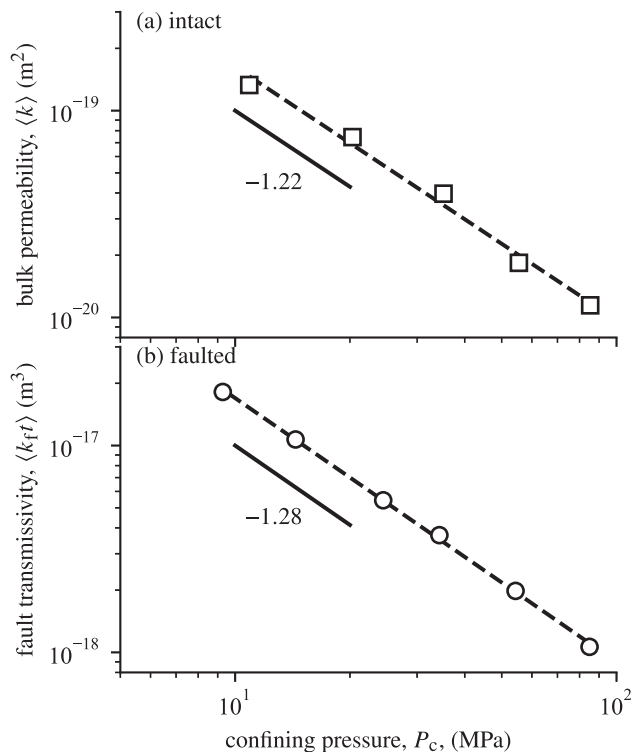 (a) intact
bulk permeability, ⟨k⟩ (m²)
10⁻¹⁹
10⁻²⁰
−1.22
(b) faulted
fault transmissivity, ⟨k_f t⟩ (m³)
10⁻¹⁷
10⁻¹⁸
−1.28
10¹
10²
confining pressure, P_c, (MPa)